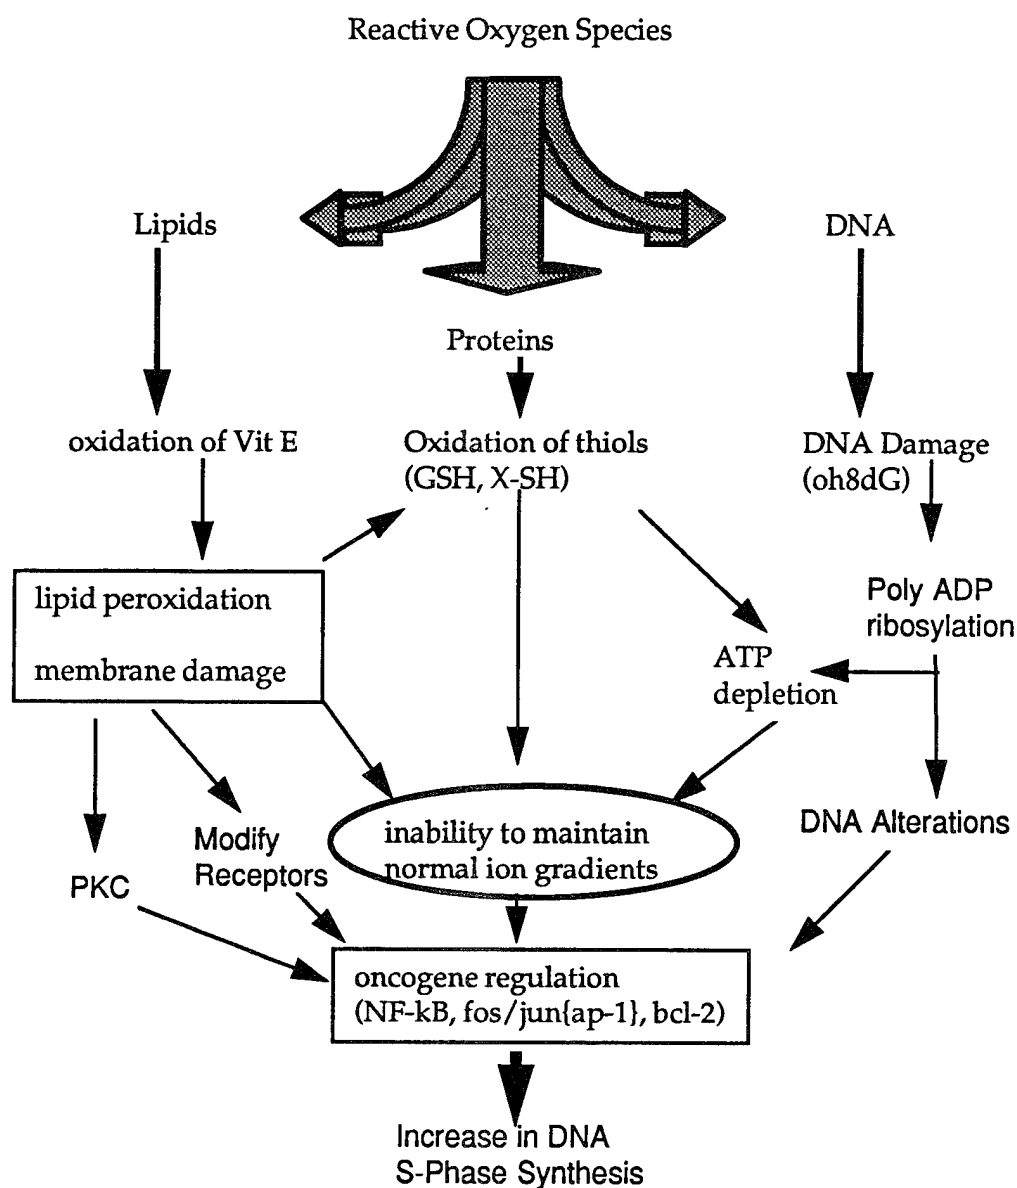 Reactive Oxygen Species
Lipids
DNA
Proteins
oxidation of Vit E
Oxidation of thiols
(GSH, X-SH)
DNA Damage
(oh8dG)
lipid peroxidation
membrane damage
Poly ADP
ribosylation
ATP
depletion
Modify
Receptors
PKC
inability to maintain
normal ion gradients
DNA Alterations
oncogene regulation
(NF-kB, fos/jun{ap-1}, bcl-2)
Increase in DNA
S-Phase Synthesis